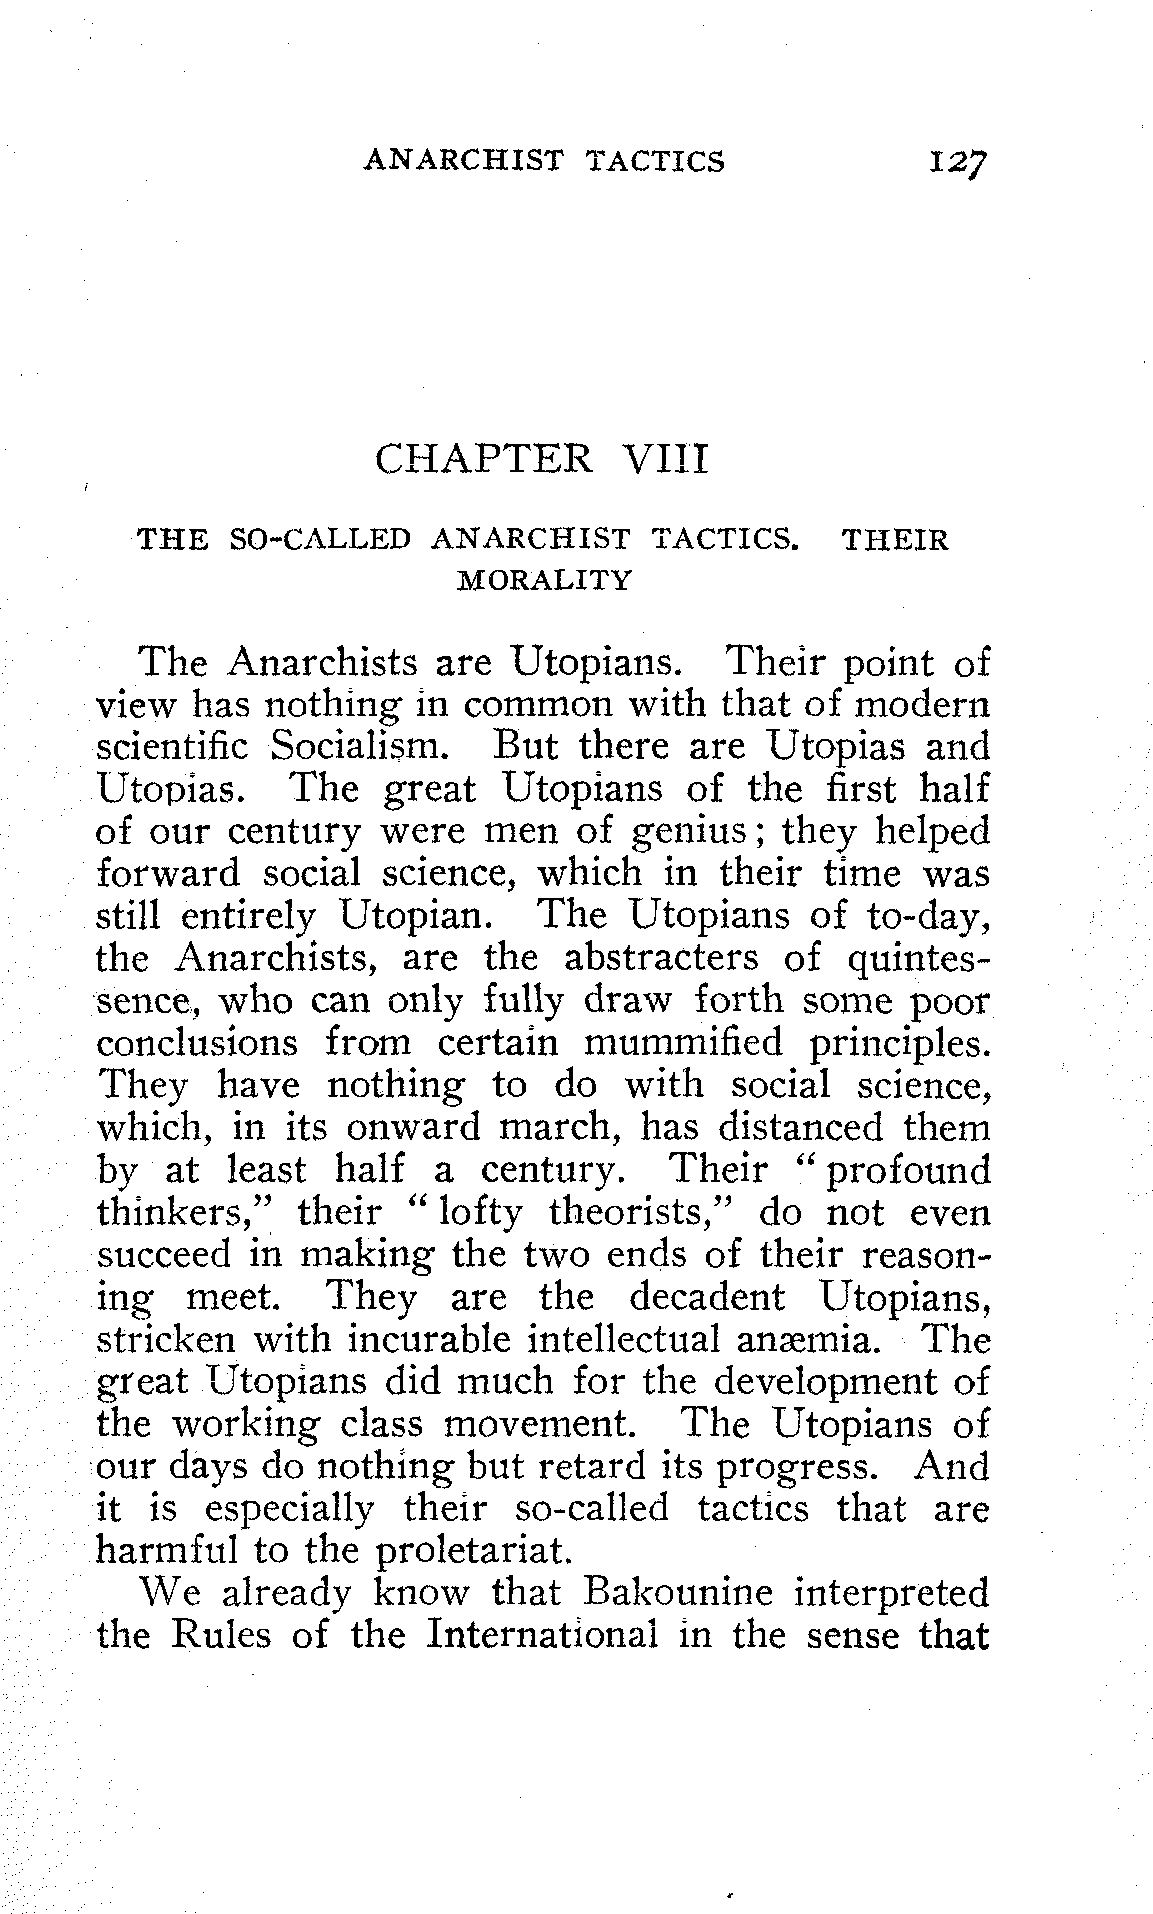 ANARCHIST TACTICS 127
CHAPTER VIII
THE SO-CALLED ANARCHIST TACTICS. THEIR
MORALITY
The Anarchists are Utopians. Their point of
view has nothing in common with that of modern
scientific Socialism. But there are Utopias and
Utopias. The great Utopians of the first half
of our century were men of genius; they helped
forward social science, which in their time was
still entirely Utopian. The Utopians of to-day,
the Anarchists, are the abstracters of quintes-
sence, who can only fully draw forth some poor
conclusions from certain mummified principles.
They have nothing to do with social science,
which, in its onward march, has distanced them
by at least half a century. Their “profound
thinkers,” their “lofty theorists,” do not even
succeed in making the two ends of their reason-
ing meet. They are the decadent Utopians,
stricken with incurable intellectual anæmia. The
great Utopians did much for the development of
the working class movement. The Utopians of
our days do nothing but retard its progress. And
it is especially their so-called tactics that are
harmful to the proletariat.
We already know that Bakounine interpreted
the Rules of the International in the sense that